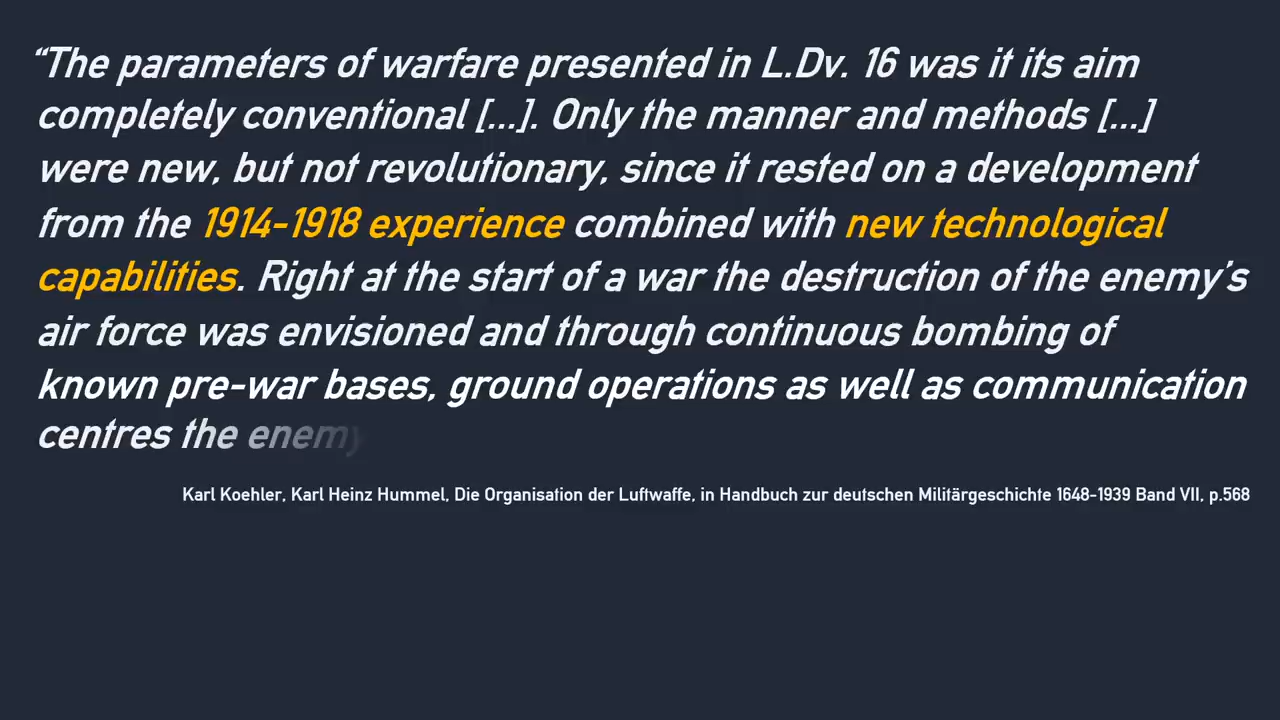 “The parameters of warfare presented in L.Dv. 16 was it its aim
completely conventional [...]. Only the manner and methods [...]
were new, but not revolutionary, since it rested on a development
from the 1914-1918 experience combined with new technological
capabilities. Right at the start of a war the destruction of the enemy’s
air force was envisioned and through continuous bombing of
known pre-war bases, ground operations as well as communication
centres the enemy
Karl Koehler, Karl Heinz Hummel, Die Organisation der Luftwaffe, in Handbuch zur deutschen Militärgeschichte 1648-1939 Band VII, p.568